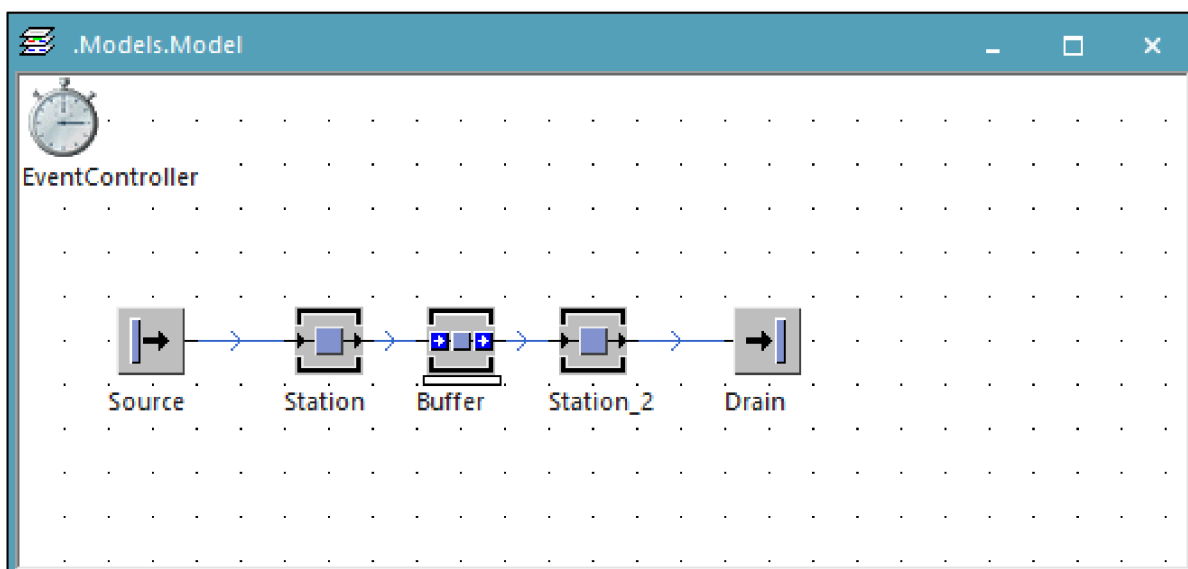 .Models.Model
EventController
Source Station Buffer Station_2 Drain